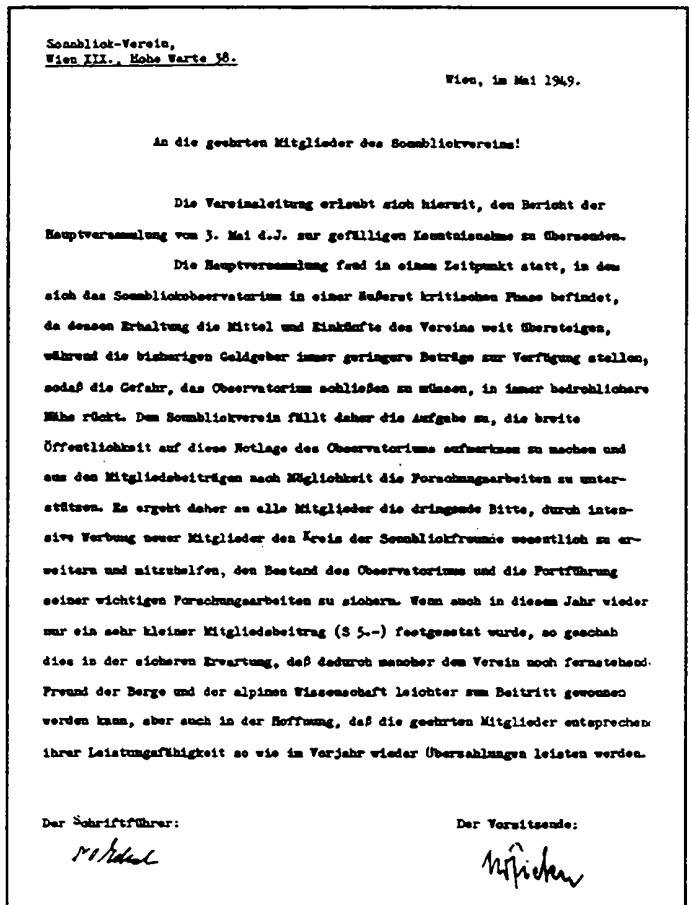 Sonnblick-Verein,
Wien XIX., Hohe Warte 38.
Wien, im Mai 1949.
An die geehrten Mitglieder des Sonnblickvereins!
Die Vereinsleitung erlaubt sich hiermit, den Bericht der
Hauptversammlung vom 3. Mai d.J. zur gefälligen Kenntnisnahme zu übersenden.
Die Hauptversammlung fand in einem Zeitpunkt statt, in dem
sich das Sonnblickobservatorium in einer äußerst kritischen Phase befindet,
da dessen Erhaltung die Mittel und Einkünfte des Vereins weit übersteigen,
während die bisherigen Geldgeber immer geringere Beträge zur Verfügung stellen,
sodaß die Gefahr, das Observatorium schließen zu müssen, in immer bedrohlichere
Nähe rückt. Dem Sonnblickverein fällt daher die Aufgabe zu, die breite
Öffentlichkeit auf diese Notlage des Observatoriums aufmerksam zu machen und
aus den Mitgliedsbeiträgen nach Möglichkeit die Forschungsarbeiten zu unter-
stützen. Es ergeht daher an alle Mitglieder die dringende Bitte, durch inten-
sive Werbung neuer Mitglieder den Kreis der Sonnblickfreunde wesentlich zu er-
weitern und mitzuhelfen, den Bestand des Observatoriums und die Fortführung
seiner wichtigen Forschungsarbeiten zu sichern. Wenn auch in diesem Jahr wieder
nur ein sehr kleiner Mitgliedsbeitrag (S 5.-) festgesetzt wurde, so geschah
dies in der sicheren Erwartung, daß dadurch mancher dem Verein noch fernstehend
Freund der Berge und der alpinen Wissenschaft leichter zum Beitritt gewonnen
werden kann, aber auch in der Hoffnung, daß die geehrten Mitglieder entsprechen
ihrer Leistungsfähigkeit so wie im Vorjahr wieder Überzahlungen leisten werden.
Der Schriftführer:
Der Vorsitzende: